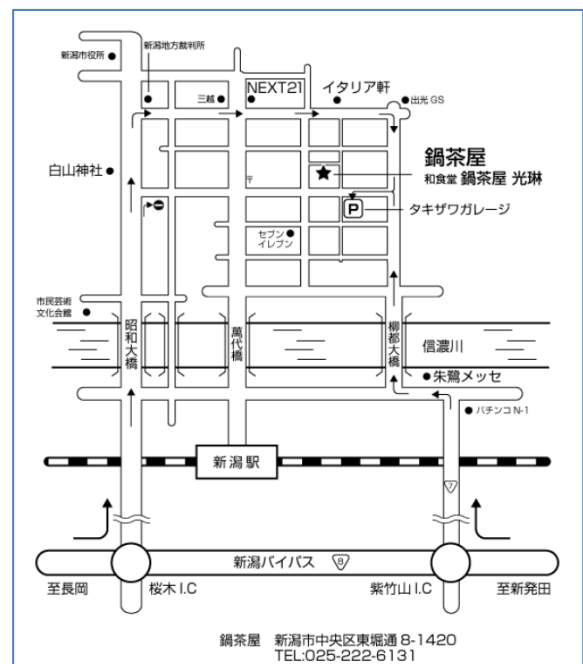 新潟市役所
新潟地方裁判所
三越
NEXT21
イタリア軒
出光 GS
鍋茶屋
和食堂 鍋茶屋 光琳
白山神社
〒
P
タキザワガレージ
セブン
イレブン
市民芸術
文化会館
昭和大橋
萬代橋
柳都大橋
信濃川
朱鷺メッセ
パチンコ N-1
新潟駅
7
新潟バイパス
8
至長岡
桜木 I.C
紫竹山 I.C
至新発田
鍋茶屋 新潟市中央区東堀通 8-1420
TEL:025-222-6131